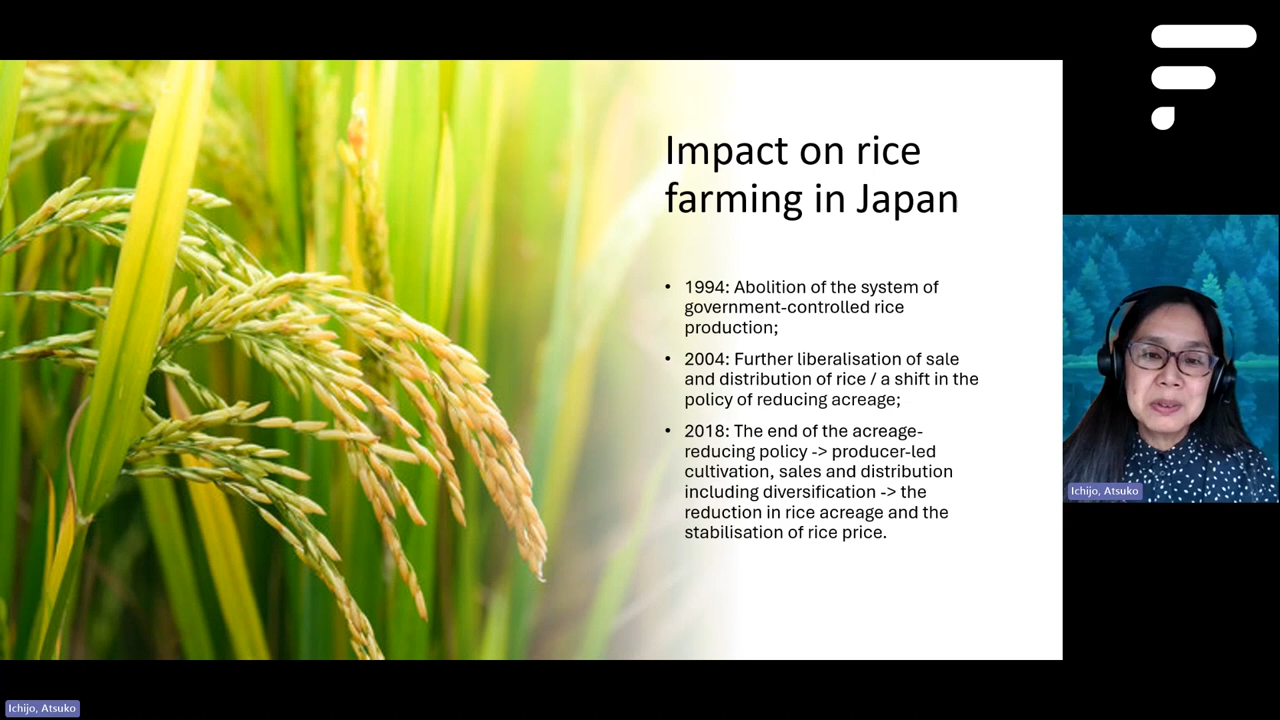 Impact on rice
farming in Japan
• 1994: Abolition of the system of
government-controlled rice
production;
• 2004: Further liberalisation of sale
and distribution of rice / a shift in the
policy of reducing acreage;
• 2018: The end of the acreage-
reducing policy -> producer-led
cultivation, sales and distribution
including diversification -> the
reduction in rice acreage and the
stabilisation of rice price.
Ichijo, Atsuko
Ichijo, Atsuko